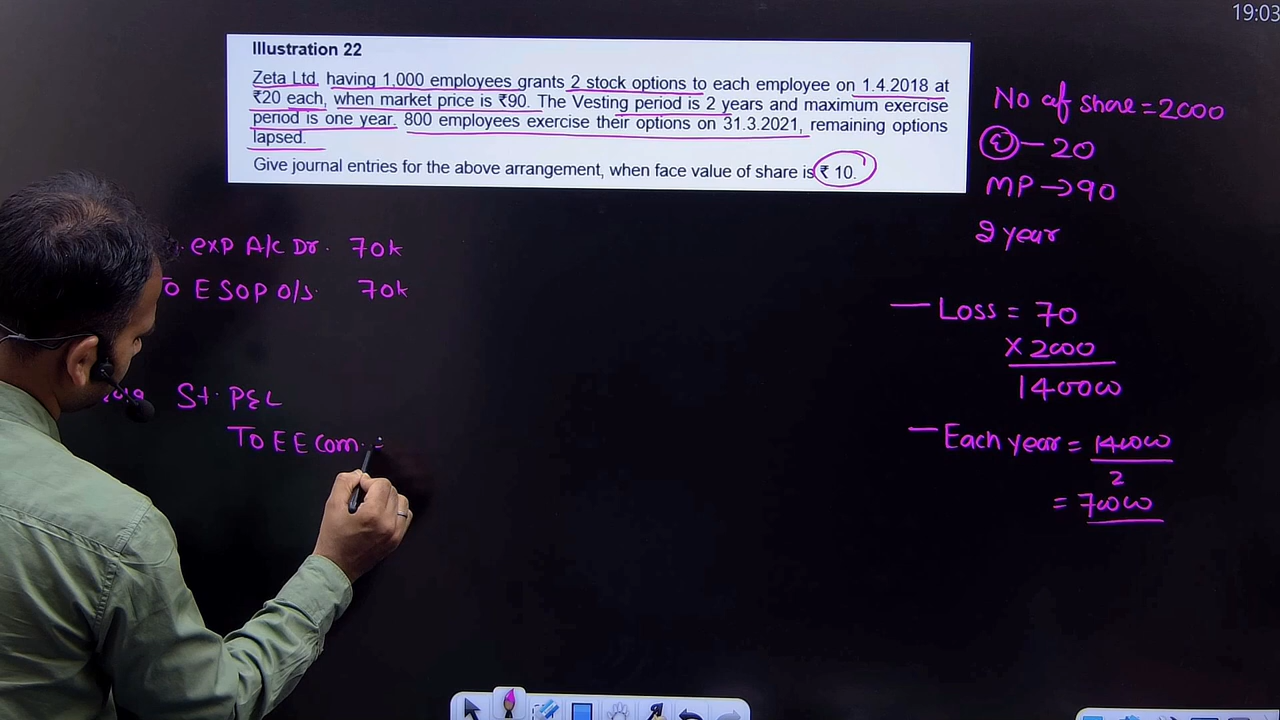 19:03
Illustration 22
Zeta Ltd. having 1,000 employees grants 2 stock options to each employee on 1.4.2018 at
₹20 each, when market price is ₹90. The Vesting period is 2 years and maximum exercise
period is one year. 800 employees exercise their options on 31.3.2021, remaining options
lapsed.
Give journal entries for the above arrangement, when face value of share is ₹ 10.
No of share = 2000
20
MP → 90
2 year
exp A/c Dr. 70k
To ESOP O/S. 70k
— Loss = 70
X 2000
140000
St. P&L
To EE Com.
— Each year = 140000
2
= 70000